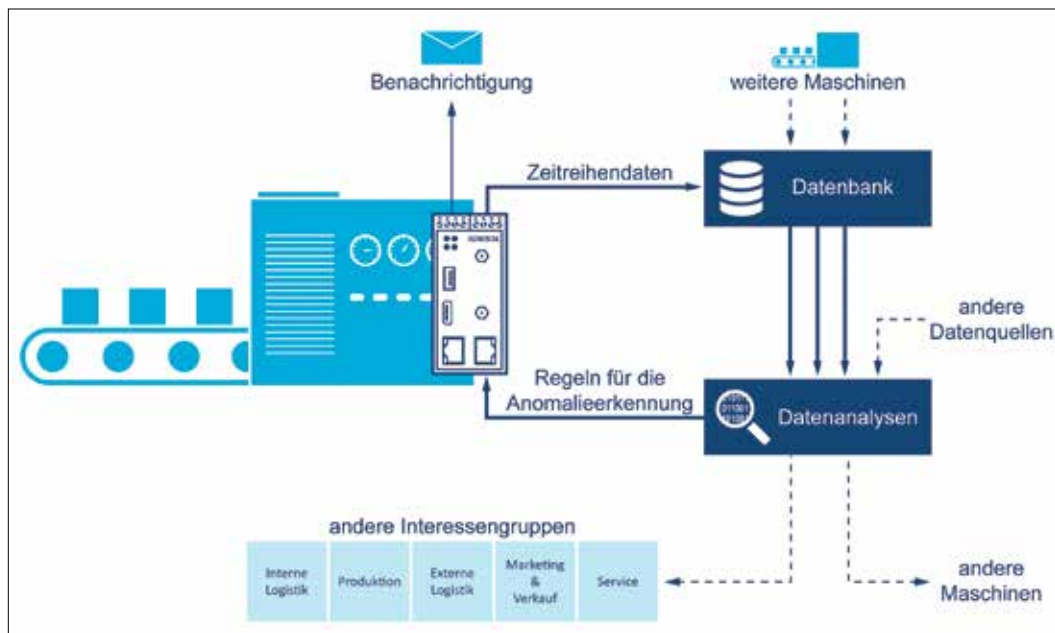 Benachrichtigung
weitere Maschinen
Zeitreihendaten
Datenbank
andere
Datenquellen
Regeln für die
Anomalieerkennung
Datenanalysen
andere Interessengruppen
Interne
Logistik
Produktion
Externe
Logistik
Marketing
&
Verkauf
Service
andere
Maschinen